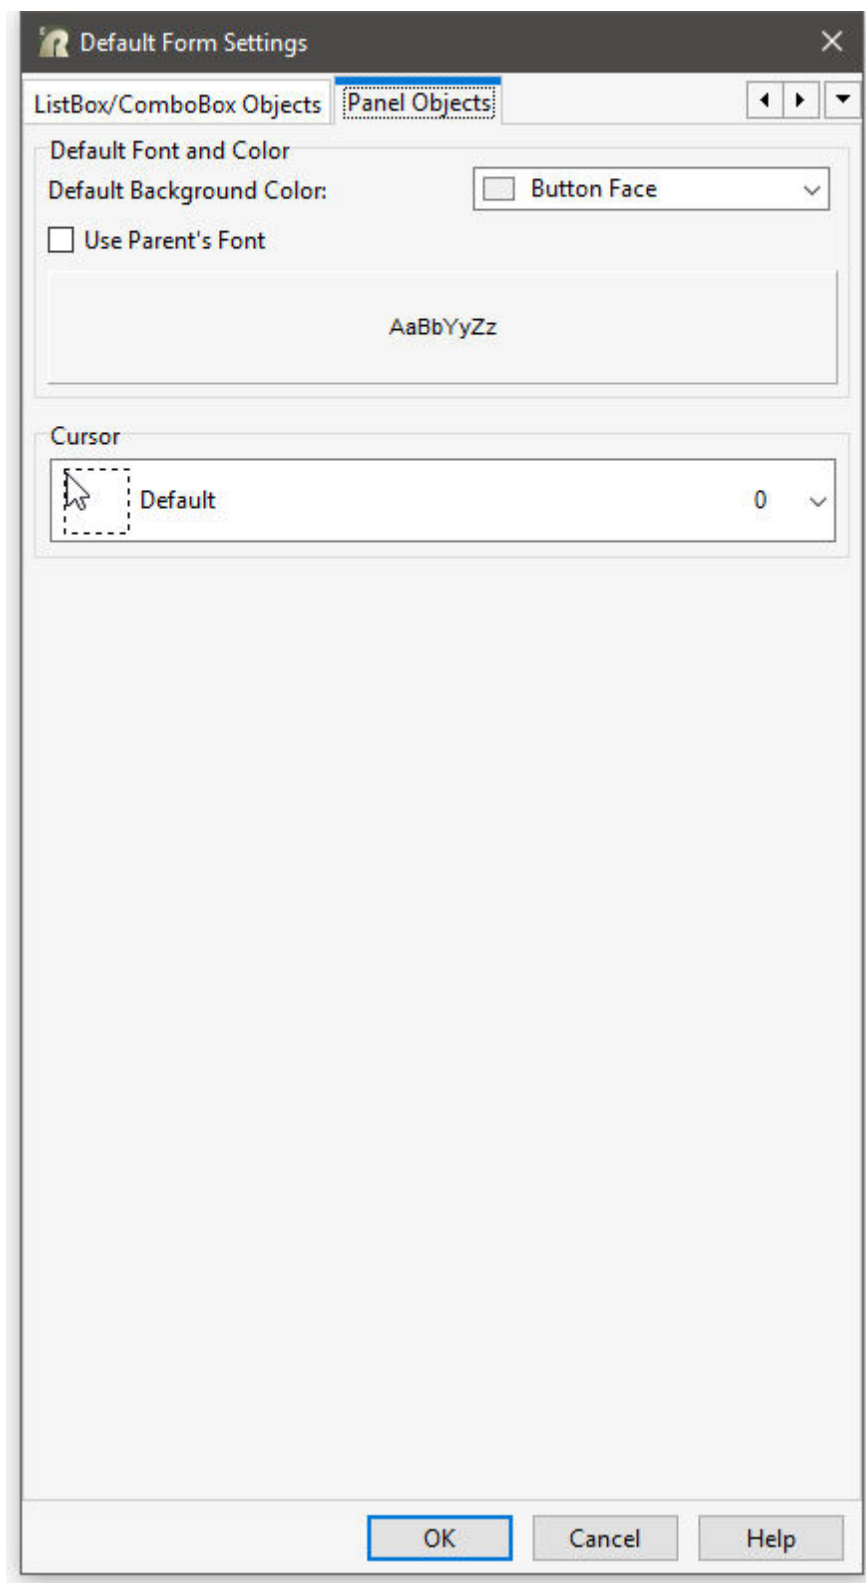 Default Form Settings
ListBox/ComboBox Objects Panel Objects
Default Font and Color
Default Background Color: Button Face
Use Parent's Font
AaBbYyZz
Cursor
Default 0
OK Cancel Help